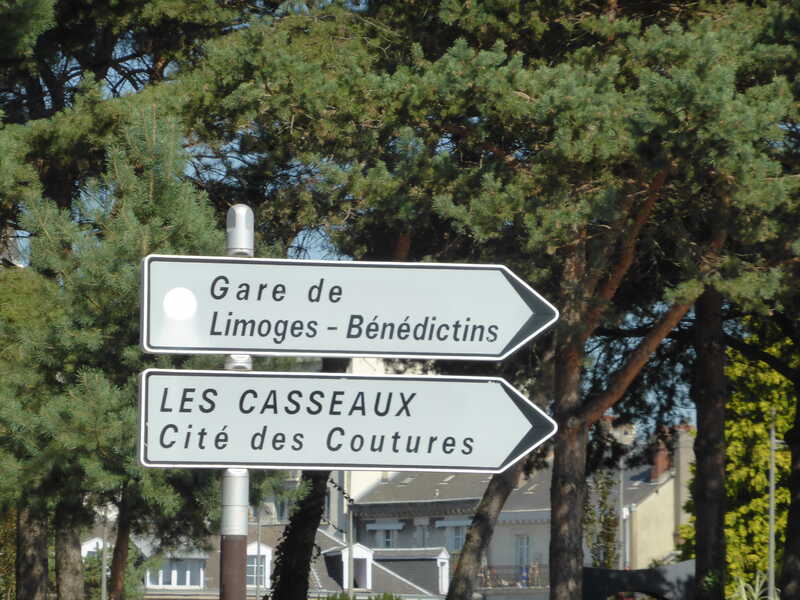 Gare de
Limoges - Bénédictins
LES CASSEAUX
Cité des Coutures